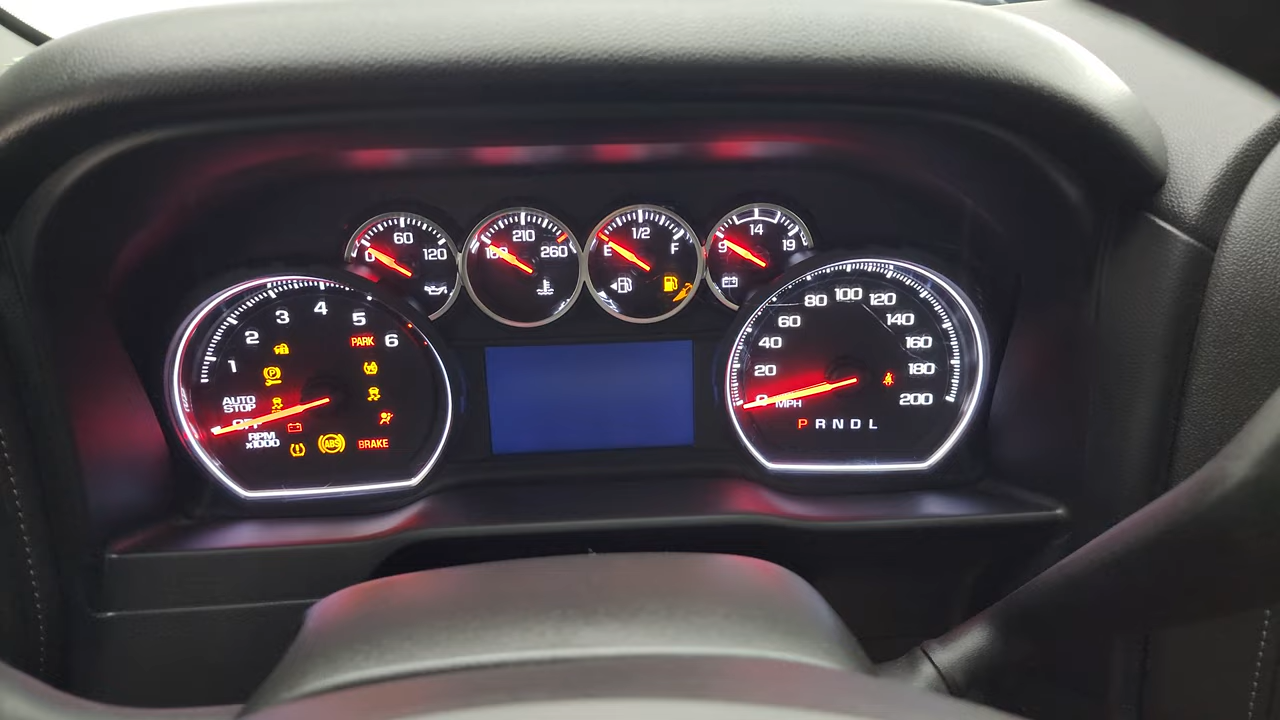 60
0 120
210
100 260
1/2
E F
14
9 19
4
3 5
2 PARK 6
1
AUTO
STOP
OFF
RPM
x1000
ABS
BRAKE
80 100 120
60 140
40 160
20 180
0 MPH 200
P R N D L